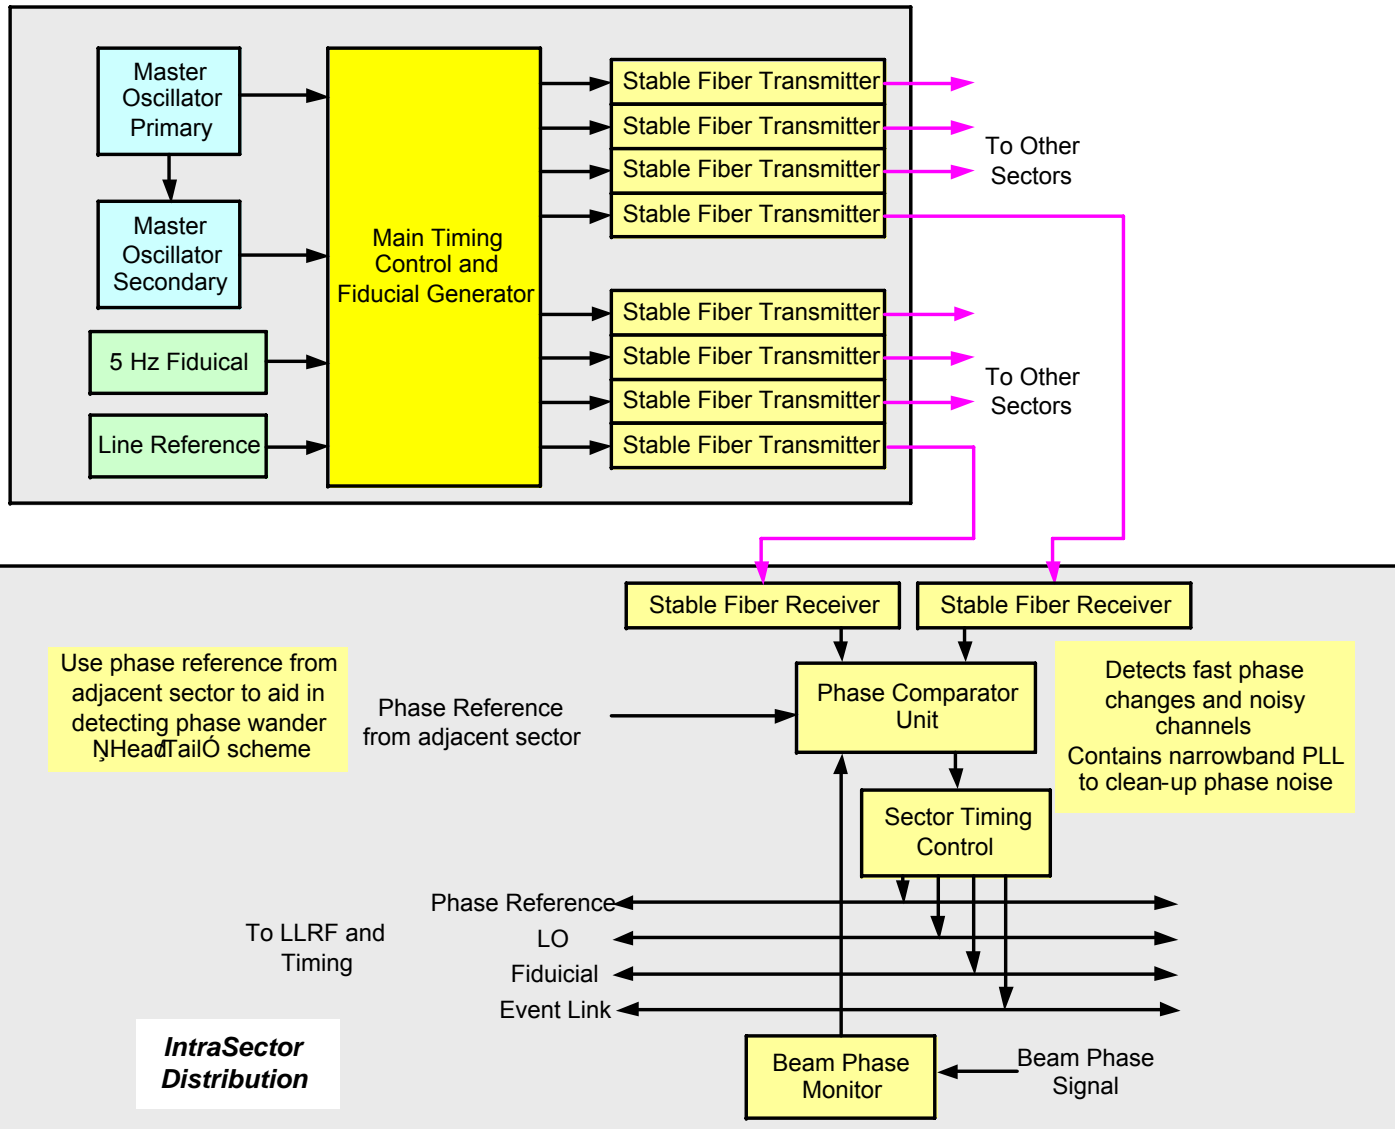 Master
Oscillator
Primary
Master
Oscillator
Secondary
5 Hz Fiduical
Line Reference
Main Timing
Control and
Fiducial Generator
Stable Fiber Transmitter
Stable Fiber Transmitter
Stable Fiber Transmitter
Stable Fiber Transmitter
To Other
Sectors
Stable Fiber Transmitter
Stable Fiber Transmitter
Stable Fiber Transmitter
Stable Fiber Transmitter
To Other
Sectors
Stable Fiber Receiver
Stable Fiber Receiver
Use phase reference from
adjacent sector to aid in
detecting phase wander
ŅHead/TailÓ scheme
Phase Reference
from adjacent sector
Phase Comparator
Unit
Detects fast phase
changes and noisy
channels
Contains narrowband PLL
to clean-up phase noise
Sector Timing
Control
To LLRF and
Timing
Phase Reference
LO
Fiduicial
Event Link
IntraSector
Distribution
Beam Phase
Monitor
Beam Phase
Signal